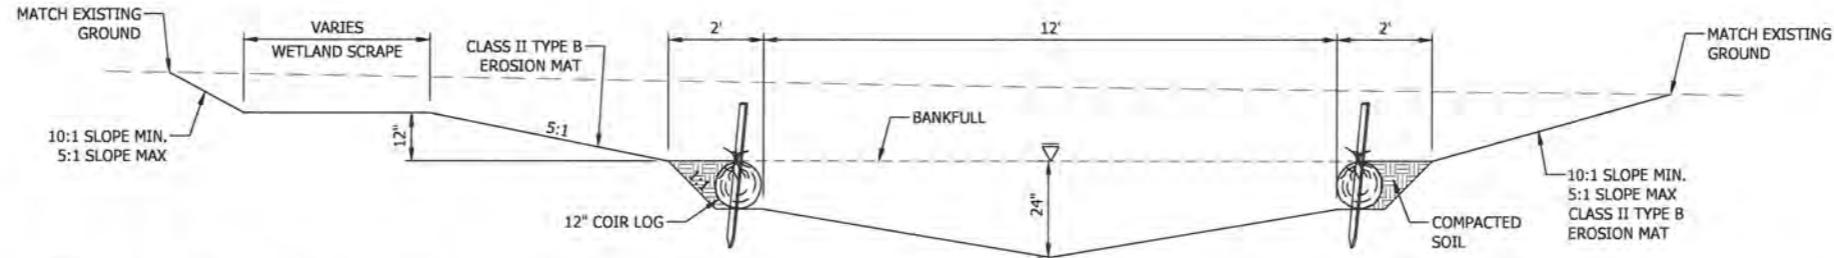 MATCH EXISTING
GROUND
VARIES
WETLAND SCRAPE
CLASS II TYPE B
EROSION MAT
2'
12'
2'
MATCH EXISTING
GROUND
10:1 SLOPE MIN.
5:1 SLOPE MAX
12"
5:1
BANKFULL
1:1
12" COIR LOG
24"
COMPACTED
SOIL
10:1 SLOPE MIN.
5:1 SLOPE MAX
CLASS II TYPE B
EROSION MAT